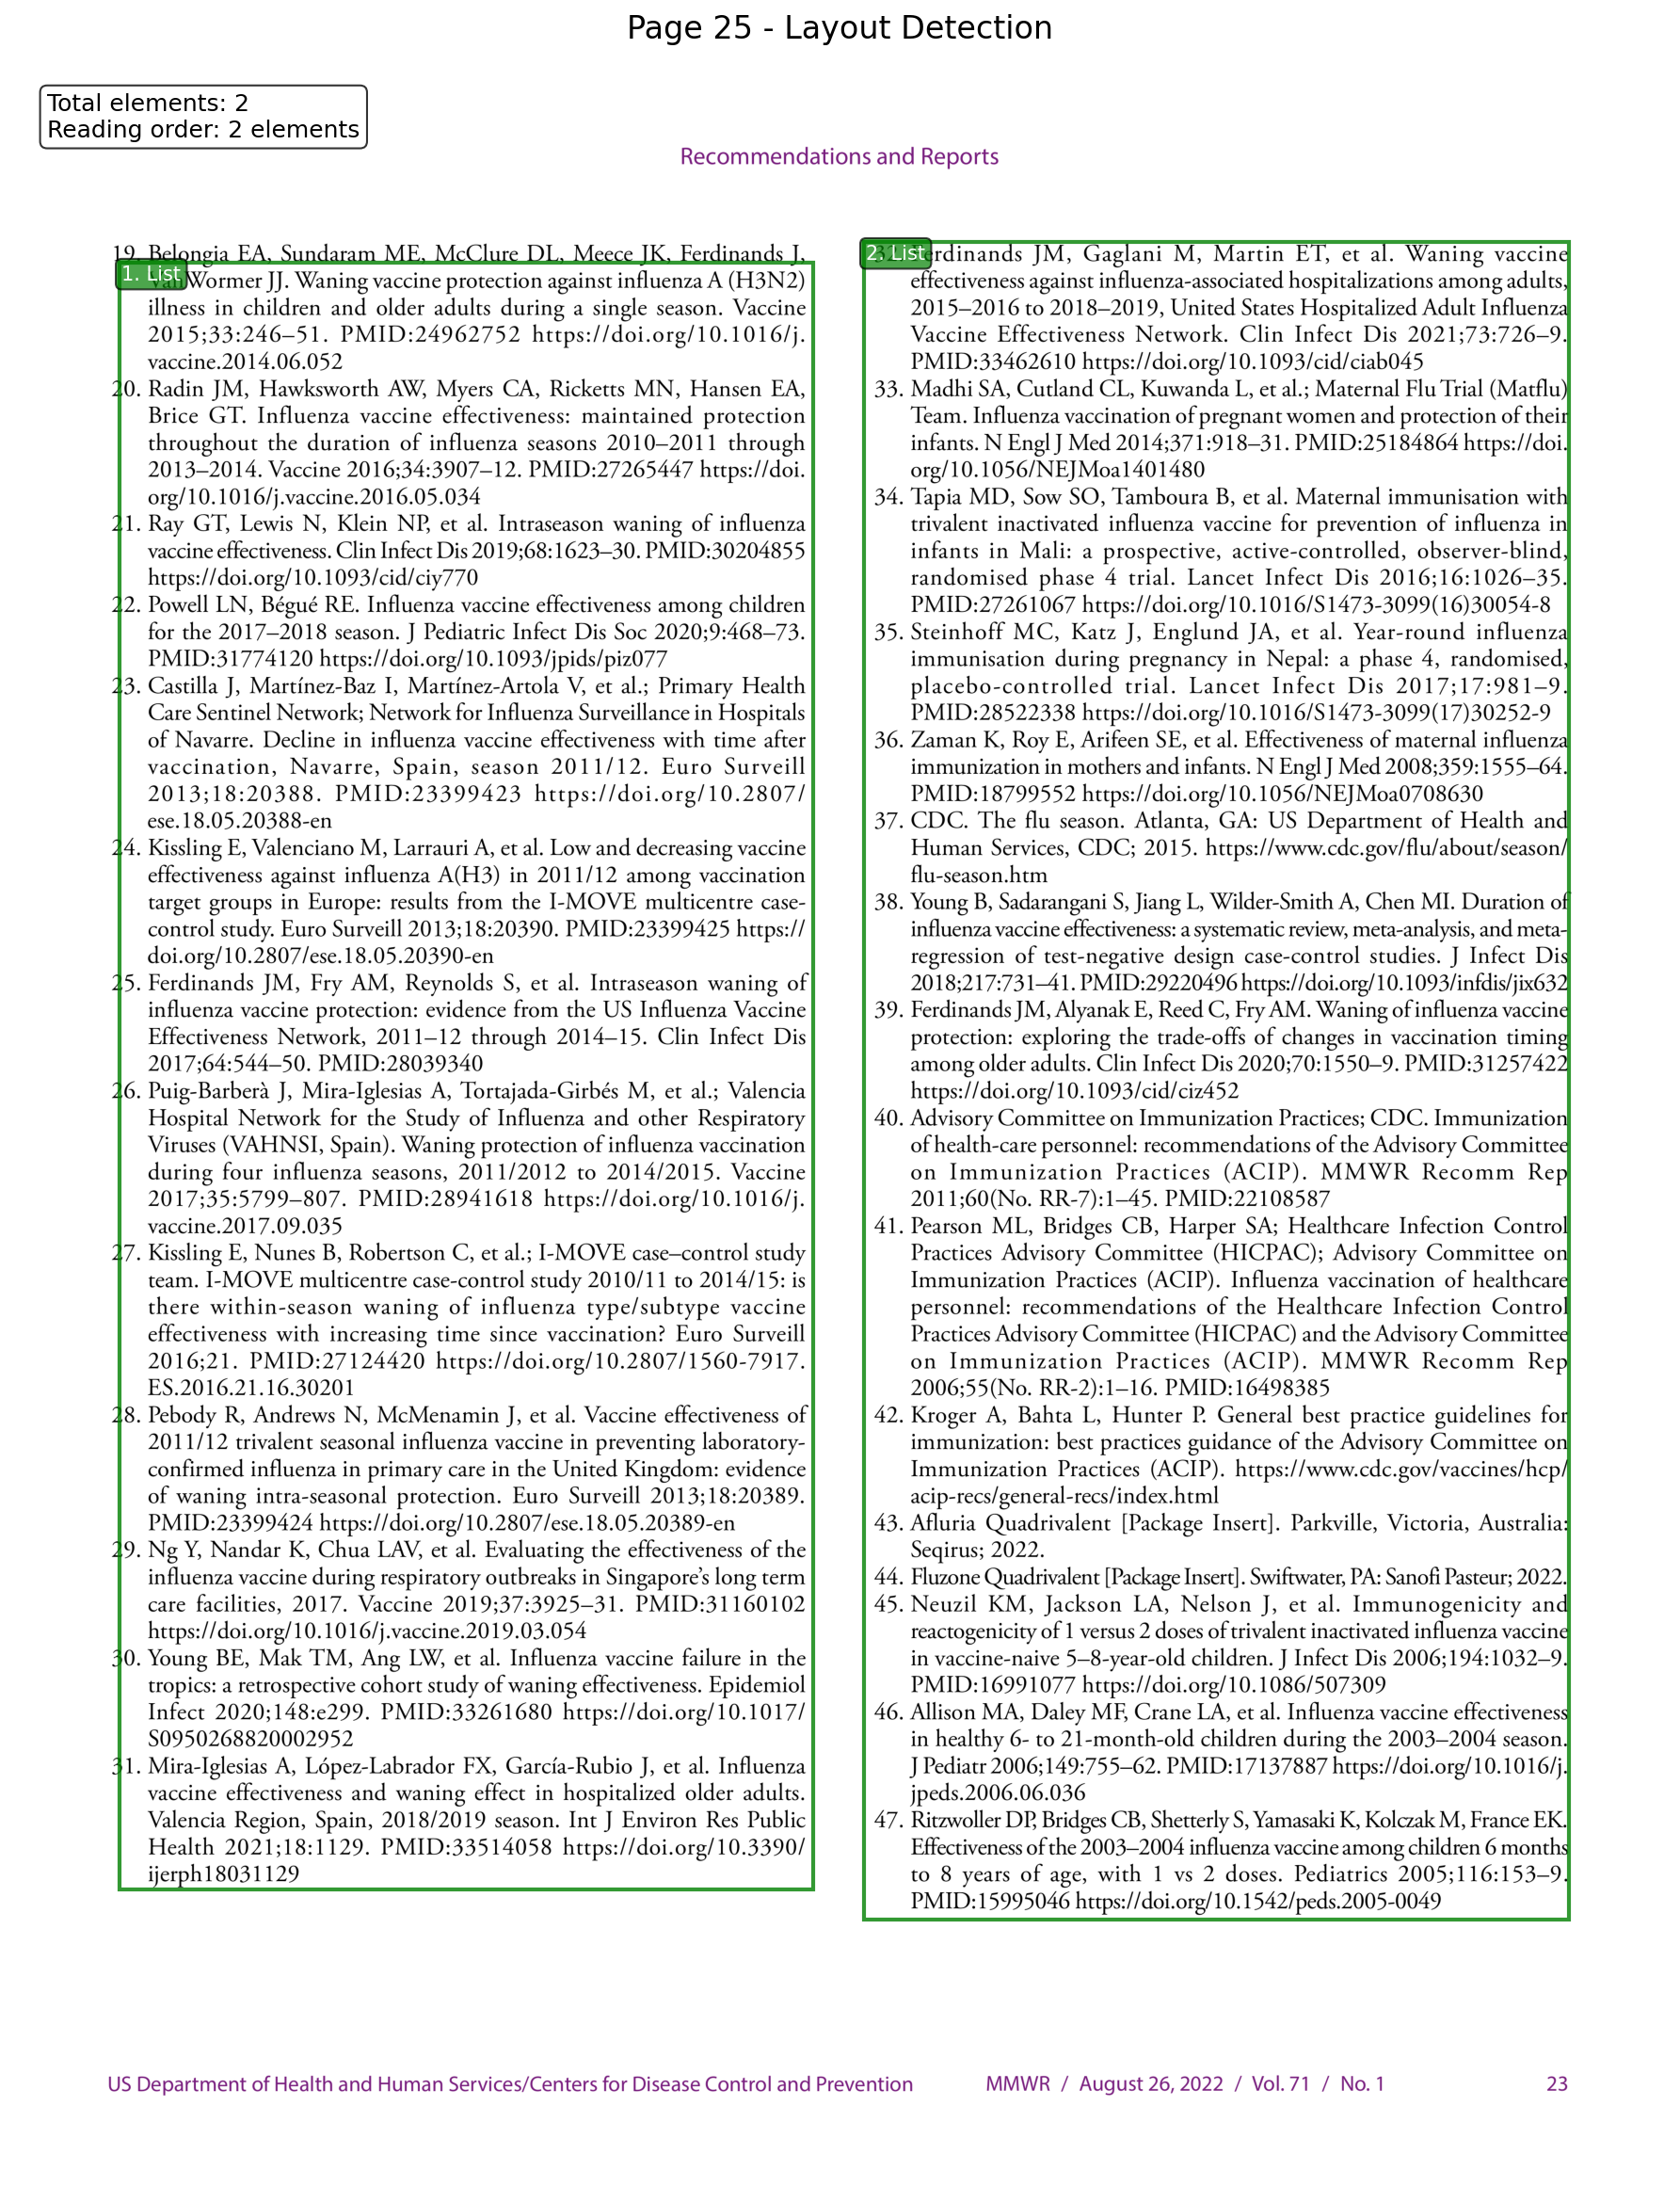 Page 25 - Layout Detection
Total elements: 2
Reading order: 2 elements
Recommendations and Reports
19. Belongia EA, Sundaram ME, McClure DL, Meece JK, Ferdinands J,
1. List
Wormer JJ. Waning vaccine protection against influenza A (H3N2)
illness in children and older adults during a single season. Vaccine
2015;33:246–51. PMID:24962752 https://doi.org/10.1016/j.
vaccine.2014.06.052
20. Radin JM, Hawksworth AW, Myers CA, Ricketts MN, Hansen EA,
Brice GT. Influenza vaccine effectiveness: maintained protection
throughout the duration of influenza seasons 2010–2011 through
2013–2014. Vaccine 2016;34:3907–12. PMID:27265447 https://doi.
org/10.1016/j.vaccine.2016.05.034
21. Ray GT, Lewis N, Klein NP, et al. Intraseason waning of influenza
vaccine effectiveness. Clin Infect Dis 2019;68:1623–30. PMID:30204855
https://doi.org/10.1093/cid/ciy770
22. Powell LN, Bégué RE. Influenza vaccine effectiveness among children
for the 2017–2018 season. J Pediatric Infect Dis Soc 2020;9:468–73.
PMID:31774120 https://doi.org/10.1093/jpids/piz077
23. Castilla J, Martínez-Baz I, Martínez-Artola V, et al.; Primary Health
Care Sentinel Network; Network for Influenza Surveillance in Hospitals
of Navarre. Decline in influenza vaccine effectiveness with time after
vaccination, Navarre, Spain, season 2011/12. Euro Surveill
2013;18:20388. PMID:23399423 https://doi.org/10.2807/
ese.18.05.20388-en
24. Kissling E, Valenciano M, Larrauri A, et al. Low and decreasing vaccine
effectiveness against influenza A(H3) in 2011/12 among vaccination
target groups in Europe: results from the I-MOVE multicentre case-
control study. Euro Surveill 2013;18:20390. PMID:23399425 https://
doi.org/10.2807/ese.18.05.20390-en
25. Ferdinands JM, Fry AM, Reynolds S, et al. Intraseason waning of
influenza vaccine protection: evidence from the US Influenza Vaccine
Effectiveness Network, 2011–12 through 2014–15. Clin Infect Dis
2017;64:544–50. PMID:28039340
26. Puig-Barberà J, Mira-Iglesias A, Tortajada-Girbés M, et al.; Valencia
Hospital Network for the Study of Influenza and other Respiratory
Viruses (VAHNSI, Spain). Waning protection of influenza vaccination
during four influenza seasons, 2011/2012 to 2014/2015. Vaccine
2017;35:5799–807. PMID:28941618 https://doi.org/10.1016/j.
vaccine.2017.09.035
27. Kissling E, Nunes B, Robertson C, et al.; I-MOVE case–control study
team. I-MOVE multicentre case-control study 2010/11 to 2014/15: is
there within-season waning of influenza type/subtype vaccine
effectiveness with increasing time since vaccination? Euro Surveill
2016;21. PMID:27124420 https://doi.org/10.2807/1560-7917.
ES.2016.21.16.30201
28. Pebody R, Andrews N, McMenamin J, et al. Vaccine effectiveness of
2011/12 trivalent seasonal influenza vaccine in preventing laboratory-
confirmed influenza in primary care in the United Kingdom: evidence
of waning intra-seasonal protection. Euro Surveill 2013;18:20389.
PMID:23399424 https://doi.org/10.2807/ese.18.05.20389-en
29. Ng Y, Nandar K, Chua LAV, et al. Evaluating the effectiveness of the
influenza vaccine during respiratory outbreaks in Singapore’s long term
care facilities, 2017. Vaccine 2019;37:3925–31. PMID:31160102
https://doi.org/10.1016/j.vaccine.2019.03.054
30. Young BE, Mak TM, Ang LW, et al. Influenza vaccine failure in the
tropics: a retrospective cohort study of waning effectiveness. Epidemiol
Infect 2020;148:e299. PMID:33261680 https://doi.org/10.1017/
S0950268820002952
31. Mira-Iglesias A, López-Labrador FX, García-Rubio J, et al. Influenza
vaccine effectiveness and waning effect in hospitalized older adults.
Valencia Region, Spain, 2018/2019 season. Int J Environ Res Public
Health 2021;18:1129. PMID:33514058 https://doi.org/10.3390/
ijerph18031129
2. List
erdinands JM, Gaglani M, Martin ET, et al. Waning vaccine
effectiveness against influenza-associated hospitalizations among adults,
2015–2016 to 2018–2019, United States Hospitalized Adult Influenza
Vaccine Effectiveness Network. Clin Infect Dis 2021;73:726–9.
PMID:33462610 https://doi.org/10.1093/cid/ciab045
33. Madhi SA, Cutland CL, Kuwanda L, et al.; Maternal Flu Trial (Matflu)
Team. Influenza vaccination of pregnant women and protection of their
infants. N Engl J Med 2014;371:918–31. PMID:25184864 https://doi.
org/10.1056/NEJMoa1401480
34. Tapia MD, Sow SO, Tamboura B, et al. Maternal immunisation with
trivalent inactivated influenza vaccine for prevention of influenza in
infants in Mali: a prospective, active-controlled, observer-blind,
randomised phase 4 trial. Lancet Infect Dis 2016;16:1026–35.
PMID:27261067 https://doi.org/10.1016/S1473-3099(16)30054-8
35. Steinhoff MC, Katz J, Englund JA, et al. Year-round influenza
immunisation during pregnancy in Nepal: a phase 4, randomised,
placebo-controlled trial. Lancet Infect Dis 2017;17:981–9.
PMID:28522338 https://doi.org/10.1016/S1473-3099(17)30252-9
36. Zaman K, Roy E, Arifeen SE, et al. Effectiveness of maternal influenza
immunization in mothers and infants. N Engl J Med 2008;359:1555–64.
PMID:18799552 https://doi.org/10.1056/NEJMoa0708630
37. CDC. The flu season. Atlanta, GA: US Department of Health and
Human Services, CDC; 2015. https://www.cdc.gov/flu/about/season/
flu-season.htm
38. Young B, Sadarangani S, Jiang L, Wilder-Smith A, Chen MI. Duration of
influenza vaccine effectiveness: a systematic review, meta-analysis, and meta-
regression of test-negative design case-control studies. J Infect Dis
2018;217:731–41. PMID:29220496 https://doi.org/10.1093/infdis/jix632
39. Ferdinands JM, Alyanak E, Reed C, Fry AM. Waning of influenza vaccine
protection: exploring the trade-offs of changes in vaccination timing
among older adults. Clin Infect Dis 2020;70:1550–9. PMID:31257422
https://doi.org/10.1093/cid/ciz452
40. Advisory Committee on Immunization Practices; CDC. Immunization
of health-care personnel: recommendations of the Advisory Committee
on Immunization Practices (ACIP). MMWR Recomm Rep
2011;60(No. RR-7):1–45. PMID:22108587
41. Pearson ML, Bridges CB, Harper SA; Healthcare Infection Control
Practices Advisory Committee (HICPAC); Advisory Committee on
Immunization Practices (ACIP). Influenza vaccination of healthcare
personnel: recommendations of the Healthcare Infection Control
Practices Advisory Committee (HICPAC) and the Advisory Committee
on Immunization Practices (ACIP). MMWR Recomm Rep
2006;55(No. RR-2):1–16. PMID:16498385
42. Kroger A, Bahta L, Hunter P. General best practice guidelines for
immunization: best practices guidance of the Advisory Committee on
Immunization Practices (ACIP). https://www.cdc.gov/vaccines/hcp/
acip-recs/general-recs/index.html
43. Afluria Quadrivalent [Package Insert]. Parkville, Victoria, Australia:
Seqirus; 2022.
44. Fluzone Quadrivalent [Package Insert]. Swiftwater, PA: Sanofi Pasteur; 2022.
45. Neuzil KM, Jackson LA, Nelson J, et al. Immunogenicity and
reactogenicity of 1 versus 2 doses of trivalent inactivated influenza vaccine
in vaccine-naive 5–8-year-old children. J Infect Dis 2006;194:1032–9.
PMID:16991077 https://doi.org/10.1086/507309
46. Allison MA, Daley MF, Crane LA, et al. Influenza vaccine effectiveness
in healthy 6- to 21-month-old children during the 2003–2004 season.
J Pediatr 2006;149:755–62. PMID:17137887 https://doi.org/10.1016/j.
jpeds.2006.06.036
47. Ritzwoller DP, Bridges CB, Shetterly S, Yamasaki K, Kolczak M, France EK.
Effectiveness of the 2003–2004 influenza vaccine among children 6 months
to 8 years of age, with 1 vs 2 doses. Pediatrics 2005;116:153–9.
PMID:15995046 https://doi.org/10.1542/peds.2005-0049
US Department of Health and Human Services/Centers for Disease Control and Prevention
MMWR / August 26, 2022 / Vol. 71 / No. 1
23